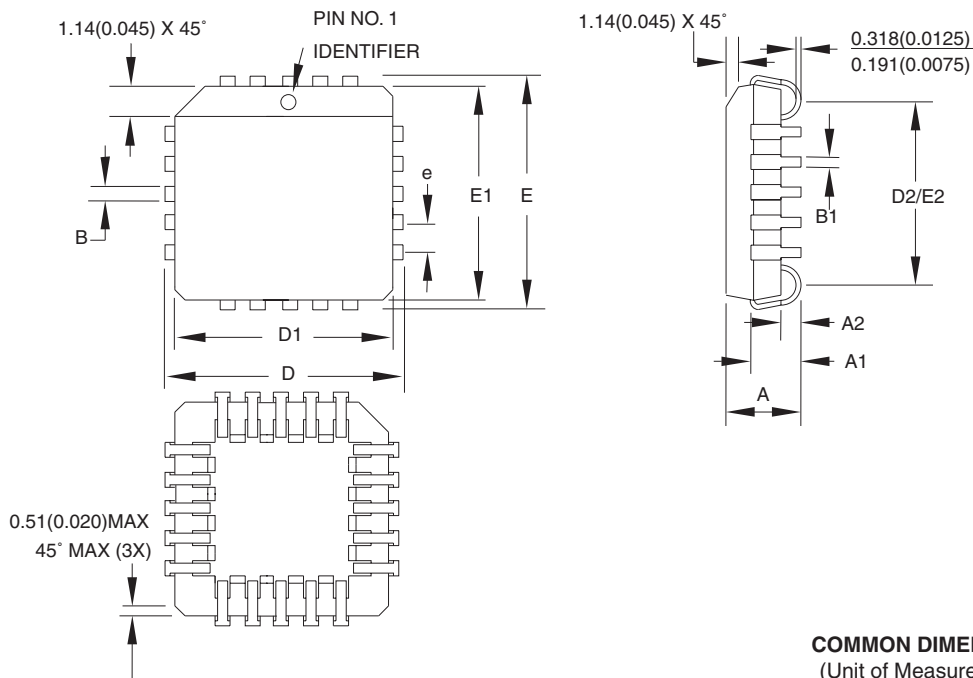 1.14(0.045) X 45˚
PIN NO. 1
IDENTIFIER
1.14(0.045) X 45˚
0.318(0.0125)
0.191(0.0075)
e
E1
E
B
B1
D2/E2
D1
D
A2
A1
A
0.51(0.020)MAX
45˚ MAX (3X)
COMMON
(Unit of